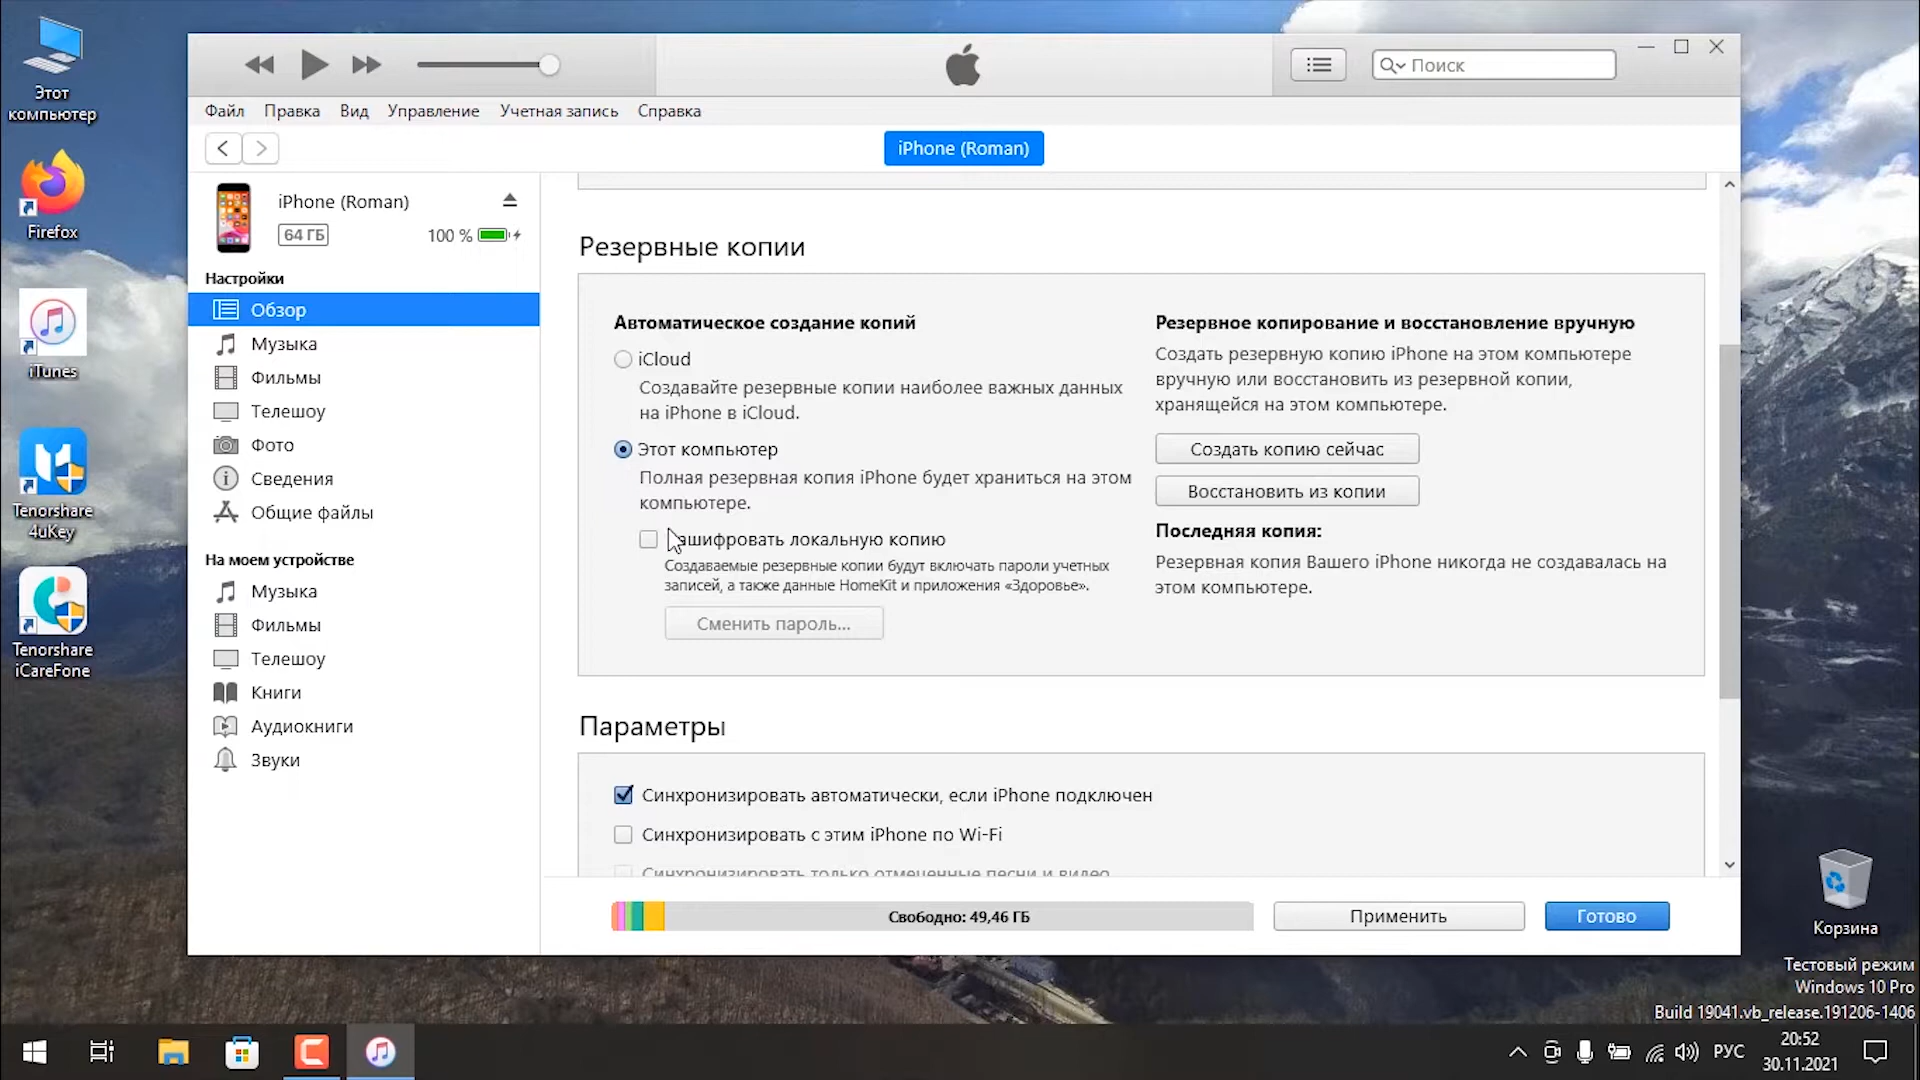 Этот
компьютер
Firefox
iTunes
Tenorshare
4uKey
Tenorshare
iCareFone
Поиск
Файл Правка Вид Управление Учетная запись Справка
iPhone (Roman)
iPhone (Roman)
64 ГБ 100 %
Настройки
Обзор
Музыка
Фильмы
Телешоу
Фото
Сведения
Общие файлы
На моем устройстве
Музыка
Фильмы
Телешоу
Книги
Аудиокниги
Звуки
Резервные копии
Автоматическое создание копий
iCloud
Создавайте резервные копии наиболее важных данных
на iPhone в iCloud.
Этот компьютер
Полная резервная копия iPhone будет храниться на этом
компьютере.
Зашифровать локальную копию
Создаваемые резервные копии будут включать пароли учетных
записей, а также данные HomeKit и приложения «Здоровье».
Сменить пароль...
Резервное копирование и восстановление вручную
Создать резервную копию iPhone на этом компьютере
вручную или восстановить из резервной копии,
хранящейся на этом компьютере.
Создать копию сейчас
Восстановить из копии
Последняя копия:
Резервная копия Вашего iPhone никогда не создавалась на
этом компьютере.
Параметры
Синхронизировать автоматически, если iPhone подключен
Синхронизировать с этим iPhone по Wi-Fi
Синхронизировать только отмеченные песни и видео
Свободно: 49,46 ГБ
Применить
Готово
Корзина
Тестовый режим
Windows 10 Pro
Build 19041.vb_release.191206-1406
РУС
20:52
30.11.2021